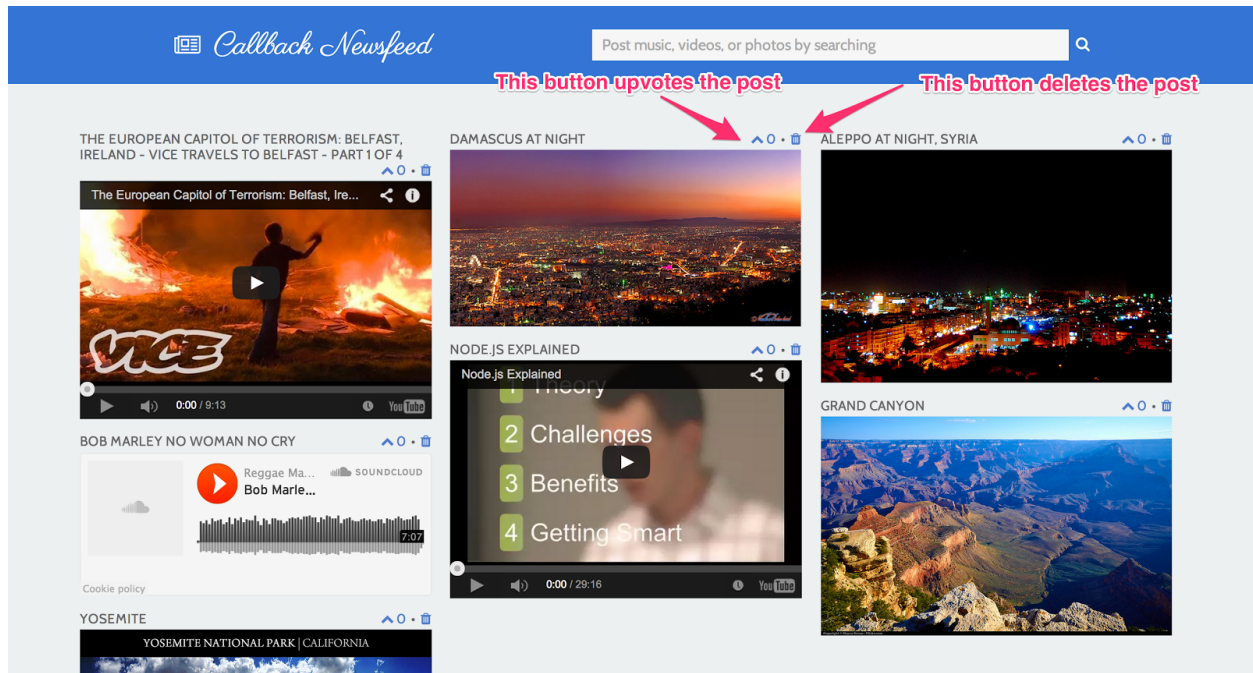 Callback Newsfeed
Post music, videos, or photos by searching
This button upvotes the post
This button deletes the post
THE EUROPEAN CAPITOL OF TERRORISM: BELFAST,
IRELAND - VICE TRAVELS TO BELFAST - PART 1 OF 4
0 •
The European Capitol of Terrorism: Belfast, Ire...
VICE
0:00 / 9:13
YouTube
BOB MARLEY NO WOMAN NO CRY
0 •
Reggae Ma...
SOUNDCLOUD
Bob Marle...
7:07
Cookie policy
YOSEMITE
0 •
YOSEMITE NATIONAL PARK | CALIFORNIA
DAMASCUS AT NIGHT
0 •
NODE.JS EXPLAINED
0 •
Node.js Explained
1 Theory
2 Challenges
3 Benefits
4 Getting Smart
0:00 / 29:16
YouTube
ALEPPO AT NIGHT, SYRIA
0 •
GRAND CANYON
0 •